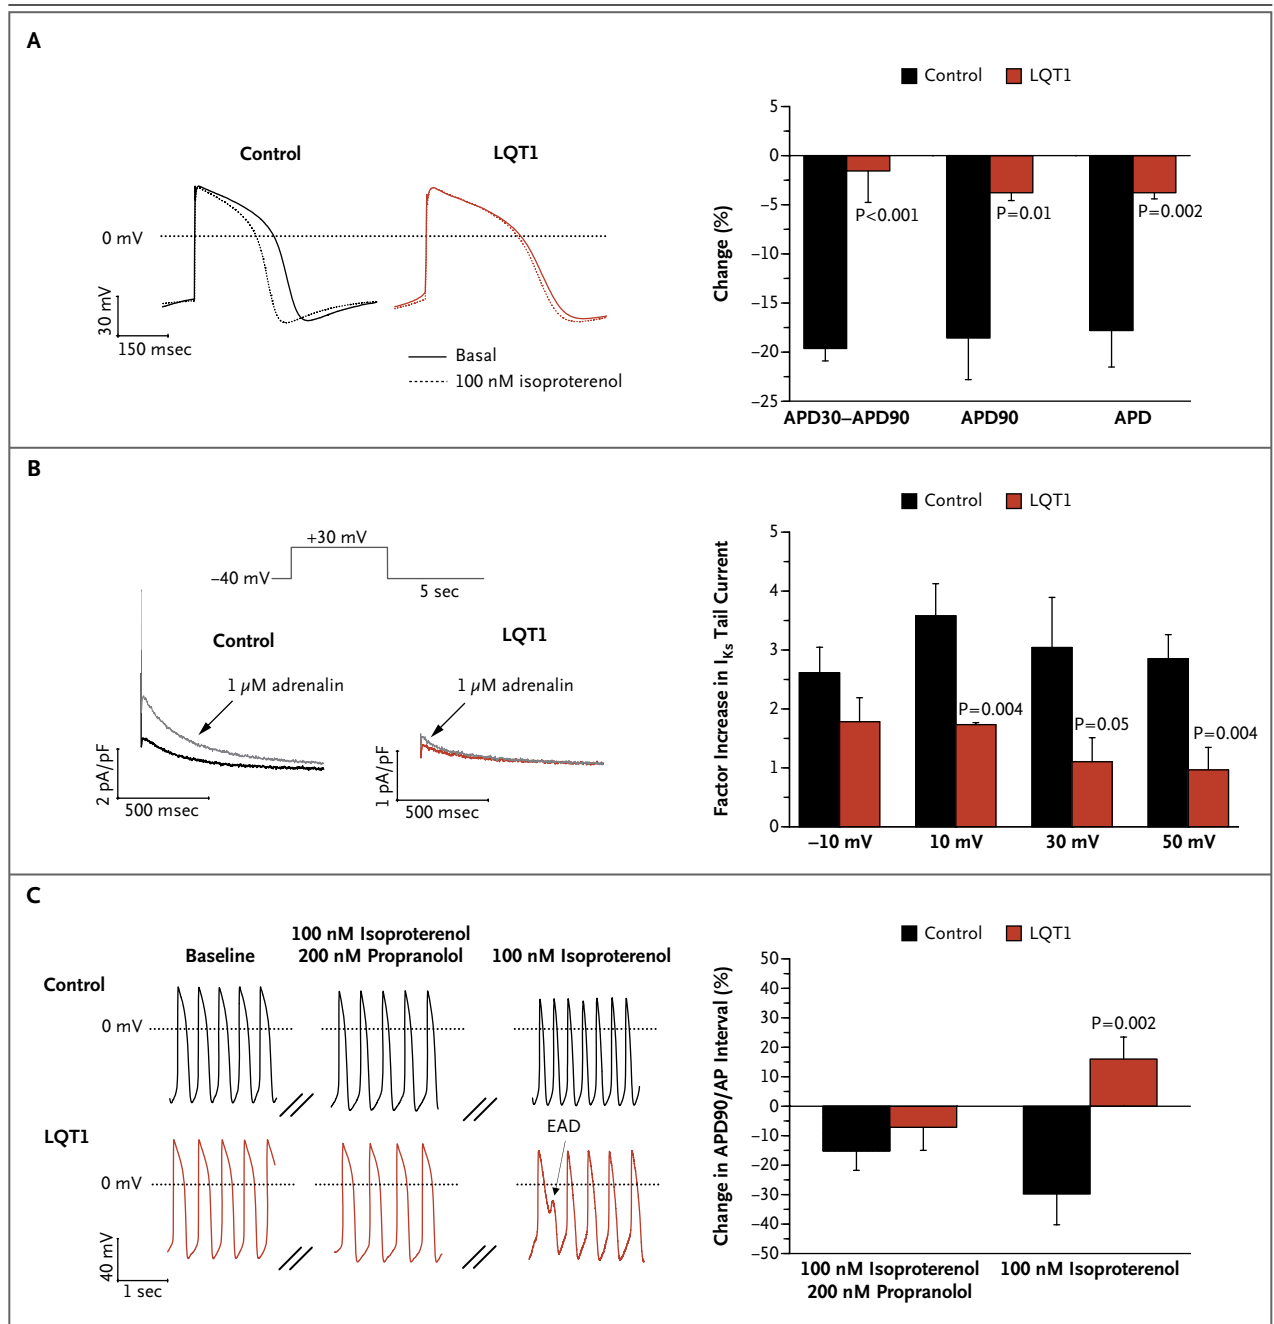 A
Control
LQT1
0 mV
30 mV
150 msec
Basal
100 nM isoproterenol
Control
LQT1
Change (%)
5
0
−5
−10
−15
−20
−25
P<0.001
P=0.01
P=0.002
APD30–APD90
APD90
APD
B
+30 mV
−40 mV
5 sec
Control
LQT1
1 µM adrenalin
1 µM adrenalin
2 pA/pF
500 msec
1 pA/pF
500 msec
Control
LQT1
Factor Increase in IKs Tail Current
5
4
3
2
1
0
P=0.004
P=0.05
P=0.004
−10 mV
10 mV
30 mV
50 mV
C
Baseline
100 nM Isoproterenol
200 nM Propranolol
100 nM Isoproterenol
Control
0 mV
LQT1
EAD
0 mV
40 mV
1 sec
Control
LQT1
Change in APD90/AP Interval (%)
50
40
30
20
10
0
−10
−20
−30
−40
−50
P=0.002
100 nM Isoproterenol
200 nM Propranolol
100 nM Isoproterenol